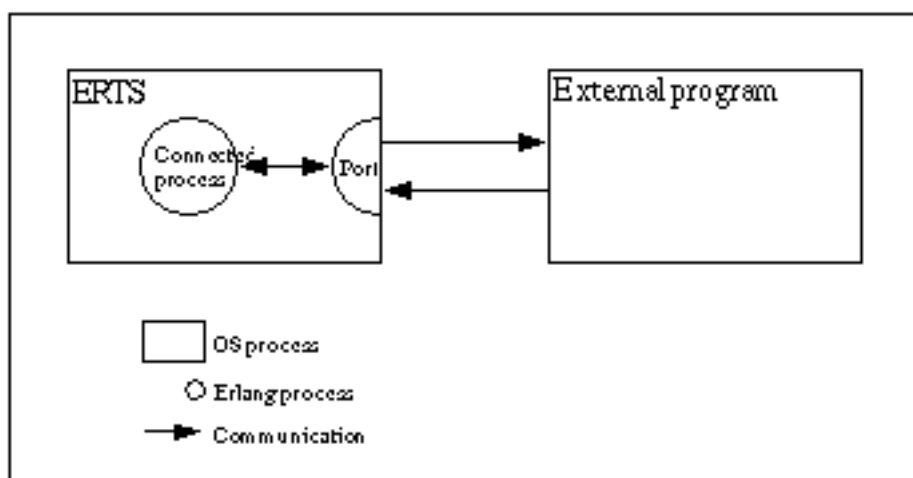 ERTS
External program
Connected
process
Port
OS process
Erlang process
Communication